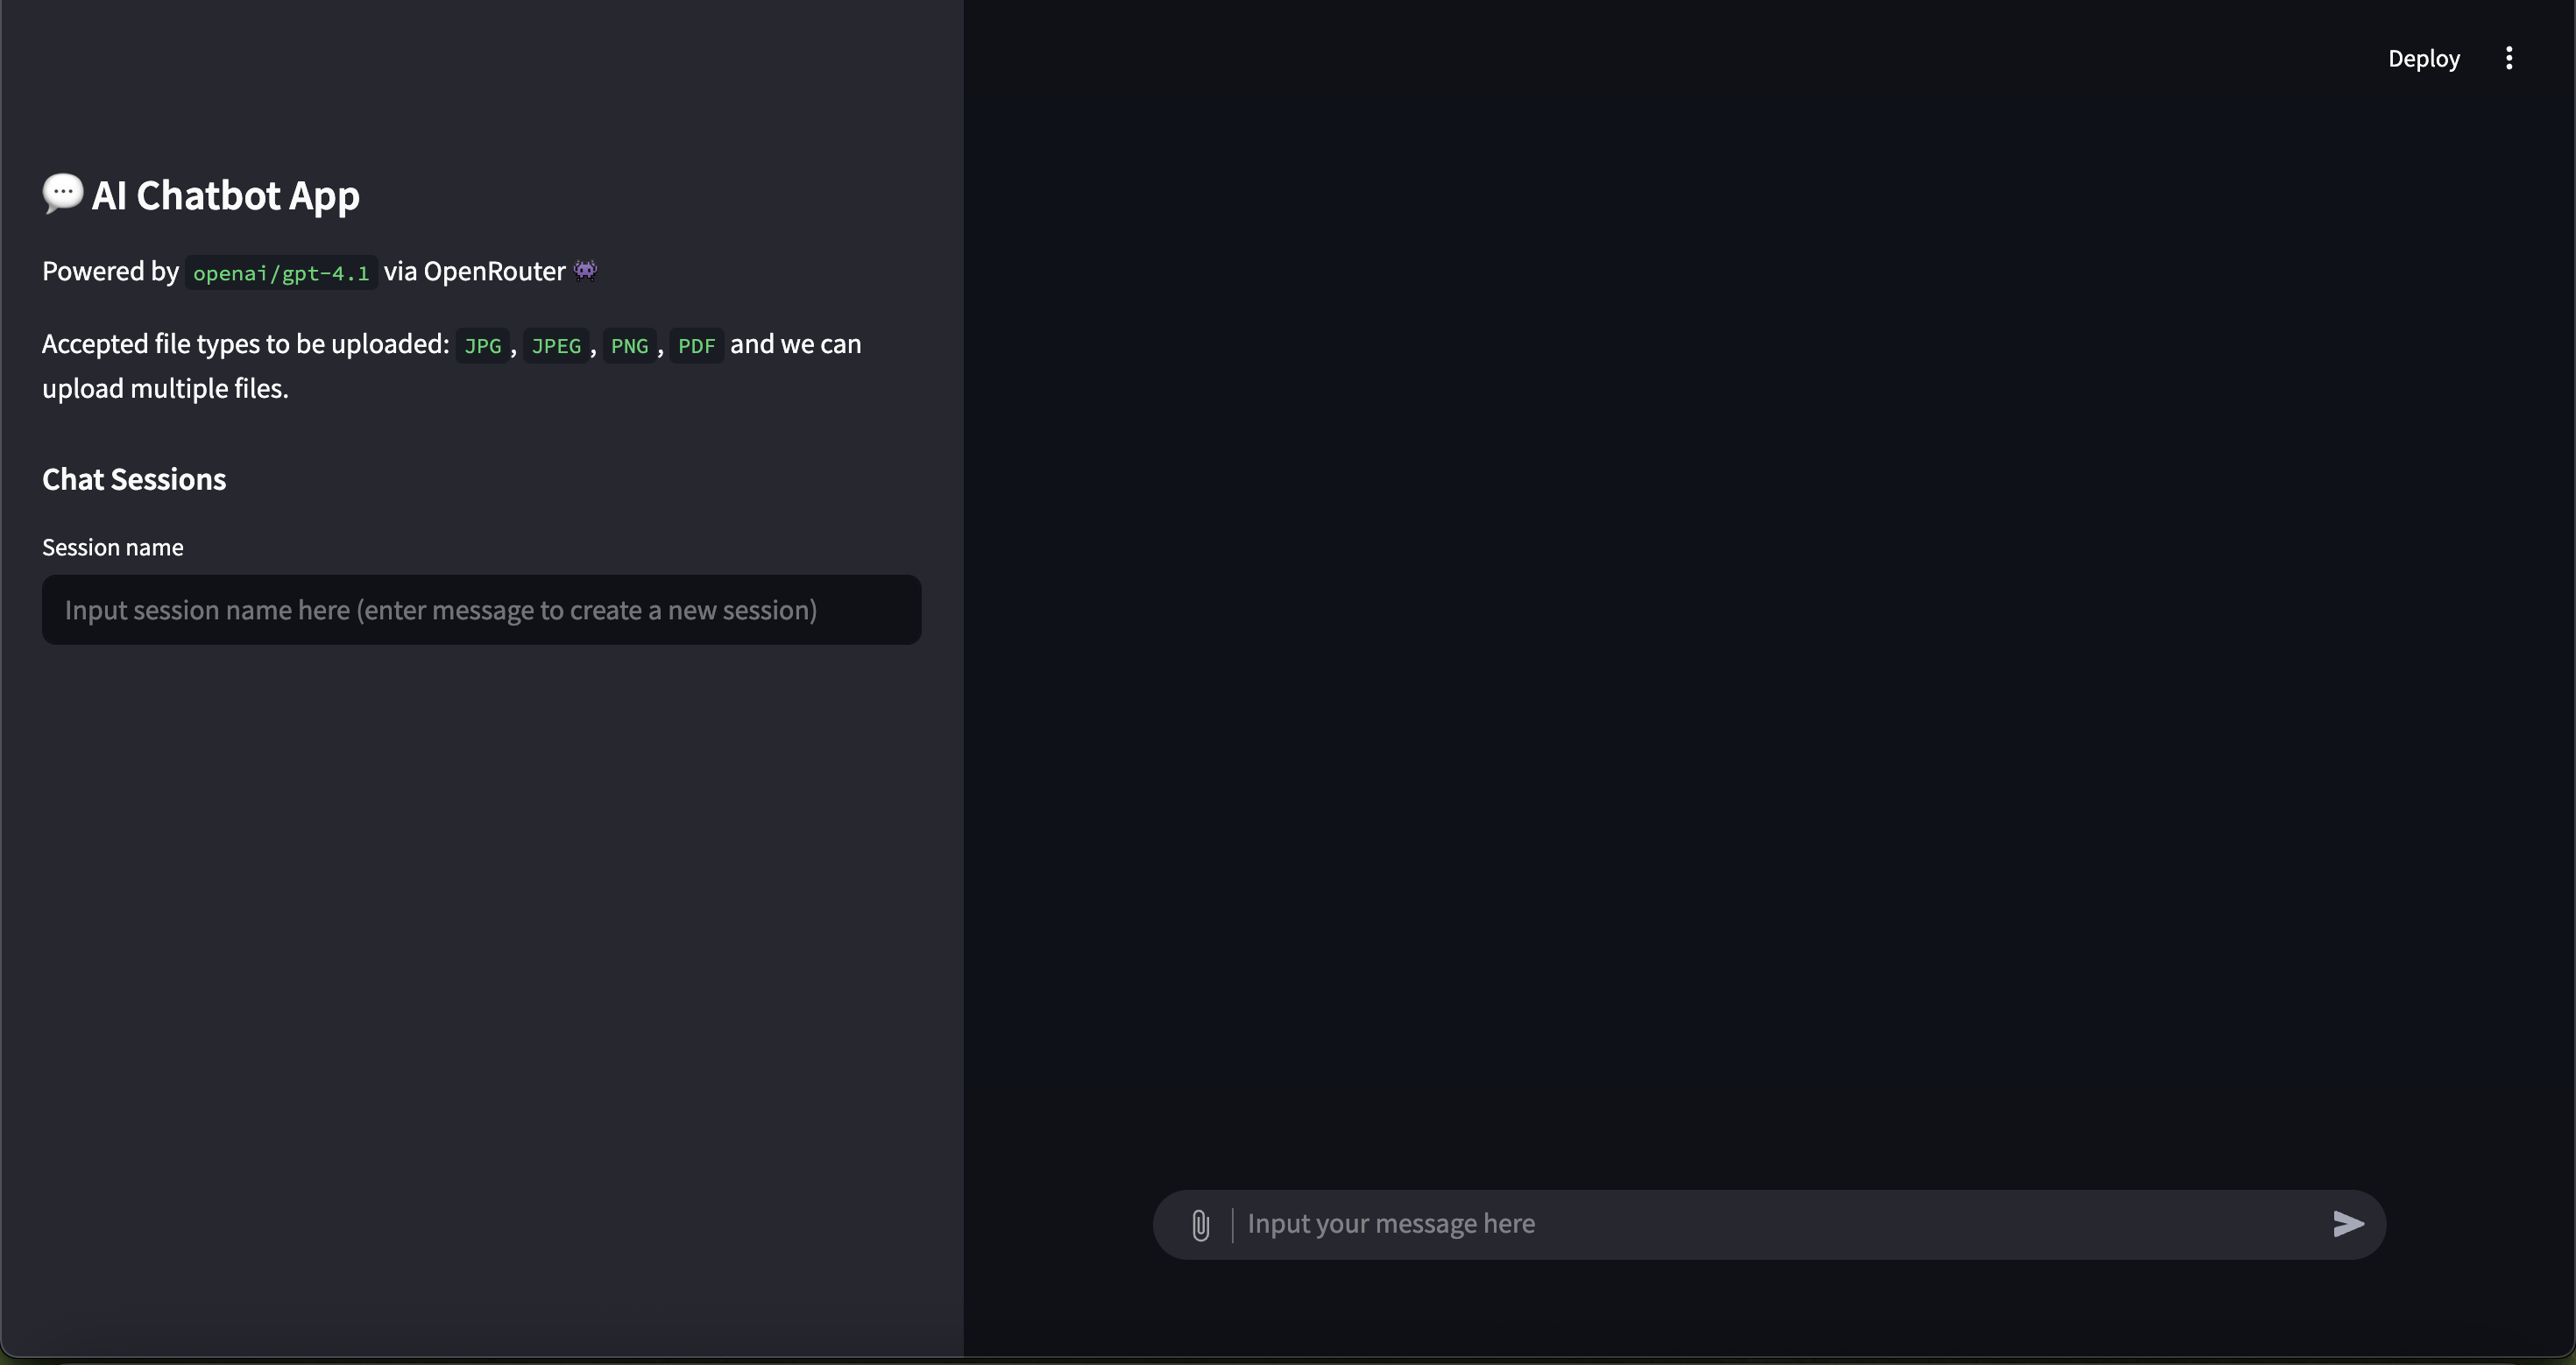 Deploy
💬 AI Chatbot App
Powered by openai/gpt-4.1 via OpenRouter 👾
Accepted file types to be uploaded: JPG, JPEG, PNG, PDF and we can
upload multiple files.
Chat Sessions
Session name
Input session name here (enter message to create a new session)
Input your message here